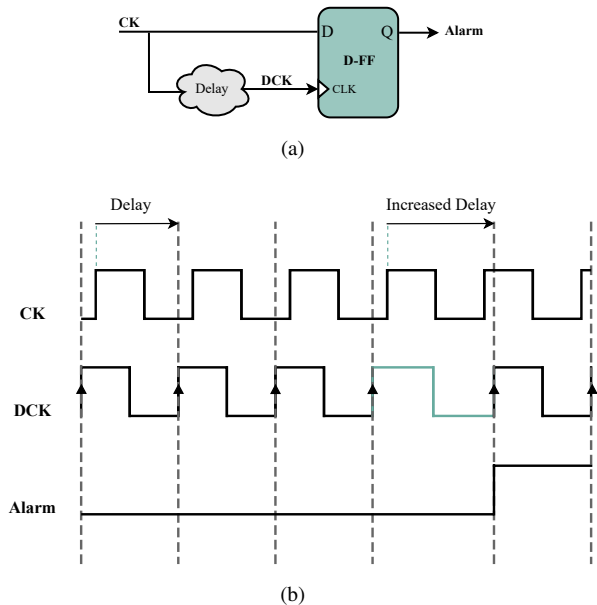 CK
D
Q
Alarm
D-FF
Delay
DCK
CLK
(a)
Delay
Increased Delay
CK
DCK
Alarm
(b)